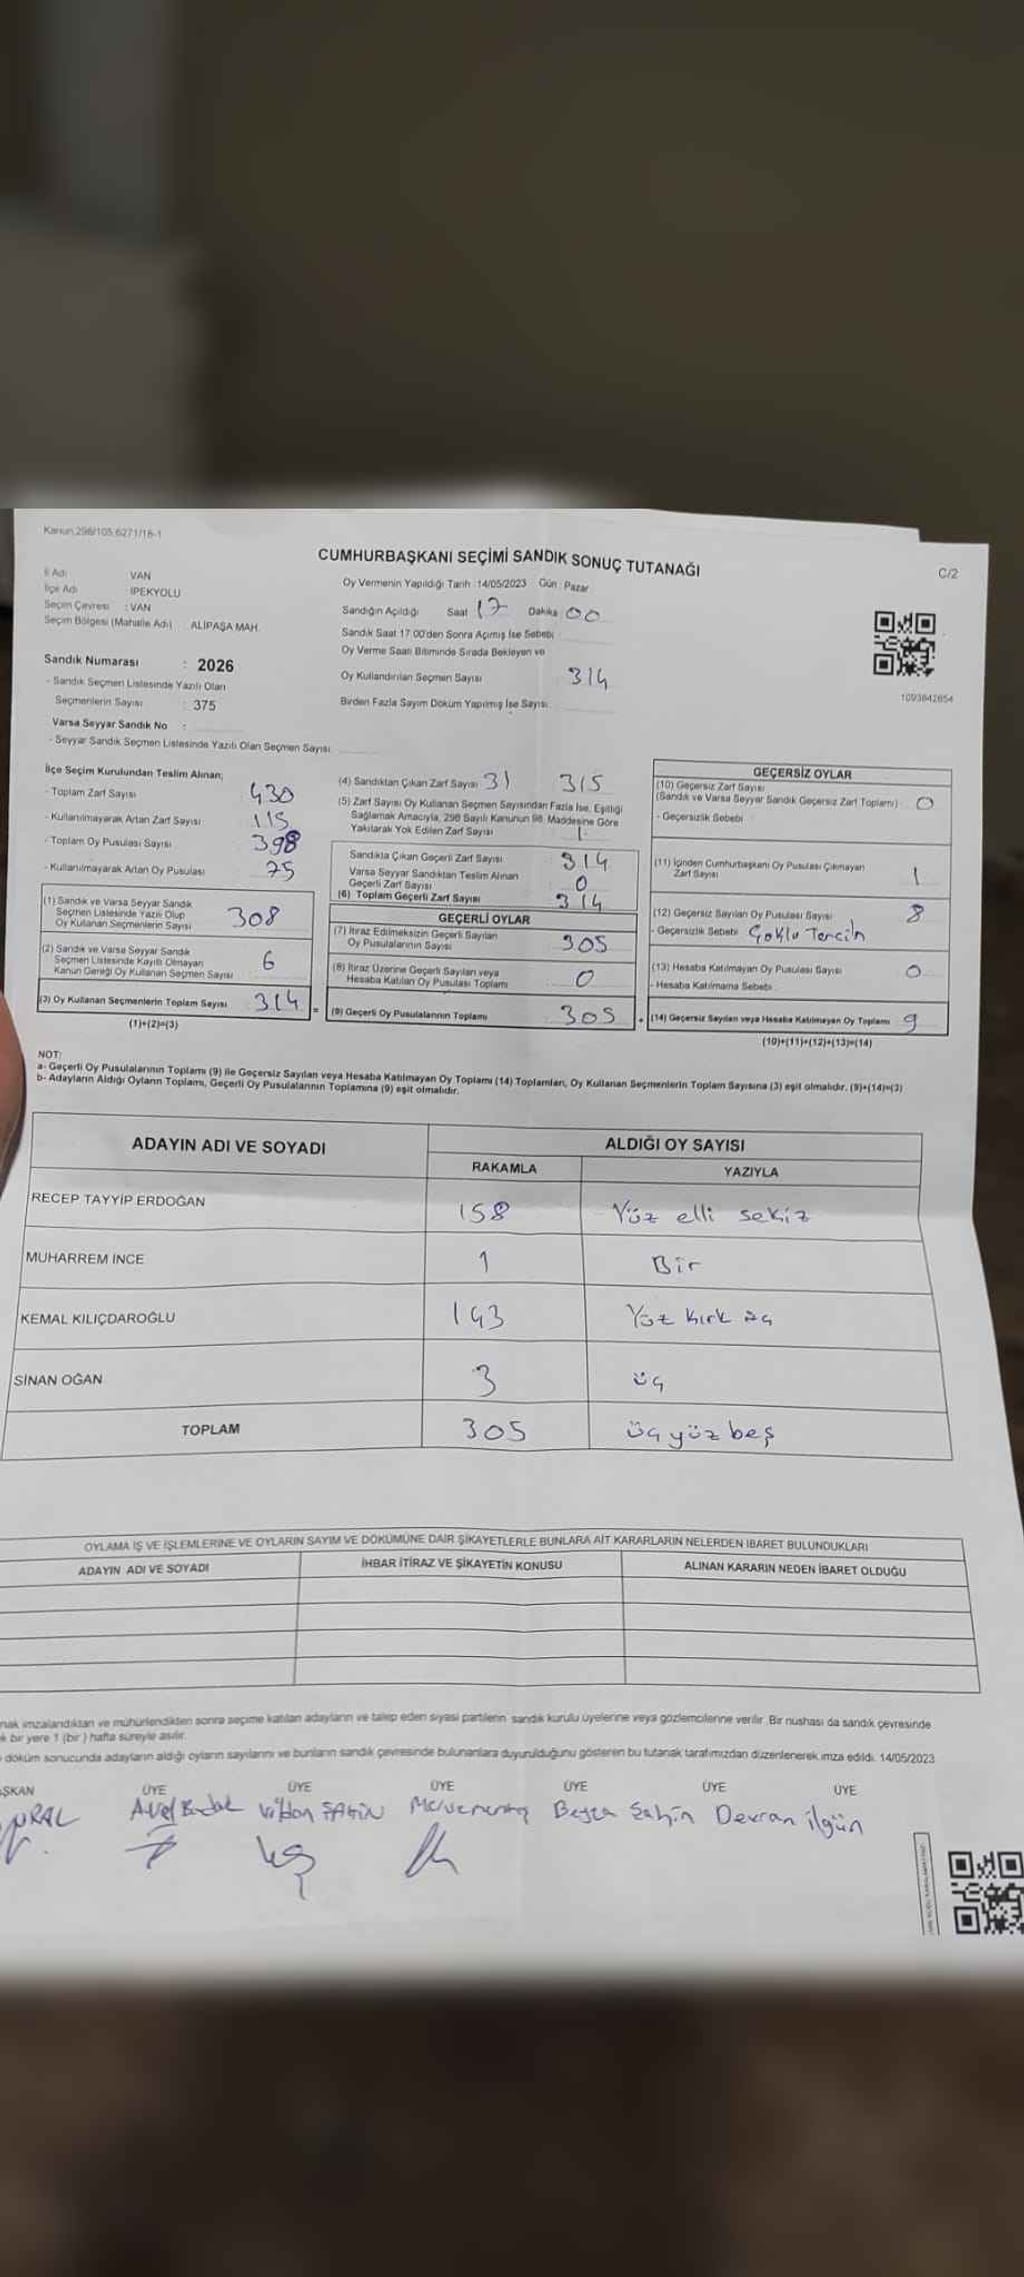 Kanun,298/105,6271/16-1
CUMHURBAŞKANI SEÇİMİ SANDIK SONUÇ TUTANAĞI
C/2
İl Adı VAN
İlçe Adı İPEKYOLU
Seçim Çevresi : VAN
Seçim Bölgesi (Mahalle Adı) ALİPAŞA MAH.
Oy Vermenin Yapıldığı Tarih :14/05/2023 Gün : Pazar
Sandığın Açıldığı Saat 17 Dakika 00
Sandık Saat 17:00'den Sonra Açımış İse Sebebi
Oy Verme Saati Bitiminde Sırada Bekleyen ve
Oy Kullandırılan Seçmen Sayısı 314
Birden Fazla Sayım Döküm Yapılmış İse Sayısı
1093842654
Sandık Numarası : 2026
- Sandık Seçmen Listesinde Yazılı Olan
Seçmenlerin Sayısı : 375
Varsa Seyyar Sandık No :
- Seyyar Sandık Seçmen Listesinde Yazılı Olan Seçmen Sayısı
İlçe Seçim Kurulundan Teslim Alınan;
- Toplam Zarf Sayısı 430
- Kullanılmayarak Artan Zarf Sayısı 115
- Toplam Oy Pusulası Sayısı 398
- Kullanılmayarak Artan Oy Pusulası 75
(1) Sandık ve Varsa Seyyar Sandık
Seçmen Listesinde Yazılı Olup
Oy Kullanan Seçmenlerin Sayısı 308
(2) Sandık ve Varsa Seyyar Sandık
Seçmen Listesinde Kayıtlı Olmayan
Kanun Gereği Oy Kullanan Seçmen Sayısı 6
(3) Oy Kullanan Seçmenlerin Toplam Sayısı 314 =
(1)+(2)=(3)
(4) Sandıktan Çıkan Zarf Sayısı 31 315
(5) Zarf Sayısı Oy Kullanan Seçmen Sayısından Fazla İse, Eşitliği
Sağlamak Amacıyla, 298 Sayılı Kanunun 98. Maddesine Göre
Yakılarak Yok Edilen Zarf Sayısı 1
Sandıkta Çıkan Geçerli Zarf Sayısı 314
Varsa Seyyar Sandıktan Teslim Alınan
Geçerli Zarf Sayısı 0
(6) Toplam Geçerli Zarf Sayısı 314
GEÇERLİ OYLAR
(7) İtiraz Edilmeksizin Geçerli Sayılan
Oy Pusulalarının Sayısı 305
(8) İtiraz Üzerine Geçerli Sayılan veya
Hesaba Katılan Oy Pusulası Toplamı 0
(9) Geçerli Oy Pusulalarının Toplamı 305 +
GEÇERSİZ OYLAR
(10) Geçersiz Zarf Sayısı
(Sandık ve Varsa Seyyar Sandık Geçersiz Zarf Toplamı) 0
- Geçersizlik Sebebi
(11) İçinden Cumhurbaşkanı Oy Pusulası Çıkmayan
Zarf Sayısı 1
(12) Geçersiz Sayılan Oy Pusulası Sayısı 8
- Geçersizlik Sebebi Çoklu Tercih
(13) Hesaba Katılmayan Oy Pusulası Sayısı 0
- Hesaba Katılmama Sebebi
(14) Geçersiz Sayılan veya Hesaba Katılmayan Oy Toplamı 9
(10)+(11)+(12)+(13)=(14)
NOT:
a- Geçerli Oy Pusulalarının Toplamı (9) ile Geçersiz Sayılan veya Hesaba Katılmayan Oy Toplamı (14) Toplamları, Oy Kullanan Seçmenlerin Toplam Sayısına (3) eşit olmalıdır. (9)+(14)=(3)
b- Adayların Aldığı Oyların Toplamı, Geçerli Oy Pusulalarının Toplamına (9) eşit olmalıdır.
ADAYIN ADI VE SOYADI ALDIĞI OY SAYISI
RAKAMLA YAZIYLA
RECEP TAYYİP ERDOĞAN 158 Yüz elli sekiz
MUHARREM İNCE 1 Bir
KEMAL KILIÇDAROĞLU 143 Yüz kırk üç
SİNAN OĞAN 3 üç
TOPLAM 305 üç yüz beş
OYLAMA İŞ VE İŞLEMLERİNE VE OYLARIN SAYIM VE DÖKÜMÜNE DAİR ŞİKAYETLERLE BUNLARA AİT KARARLARIN NELERDEN İBARET BULUNDUKLARI
ADAYIN ADI VE SOYADI İHBAR İTİRAZ VE ŞİKAYETİN KONUSU ALINAN KARARIN NEDEN İBARET OLDUĞU
nak imzalandıktan ve mühürlendikten sonra seçime katılan adayların ve talep eden siyasi partilerin sandık kurulu üyelerine veya gözlemcilerine verilir. Bir nüshası da sandık çevresinde
k bir yere 1 (bir ) hafta süreyle asılır.
döküm sonucunda adayların aldığı oyların sayılarını ve bunların sandık çevresinde bulunanlara duyurulduğunu gösteren bu tutanak tarafımızdan düzenlenerek imza edildi. 14/05/2023
AŞKAN ÜYE ÜYE ÜYE ÜYE ÜYE ÜYE
Vildan ŞAHİN Beyza Şahin Devran ilgün